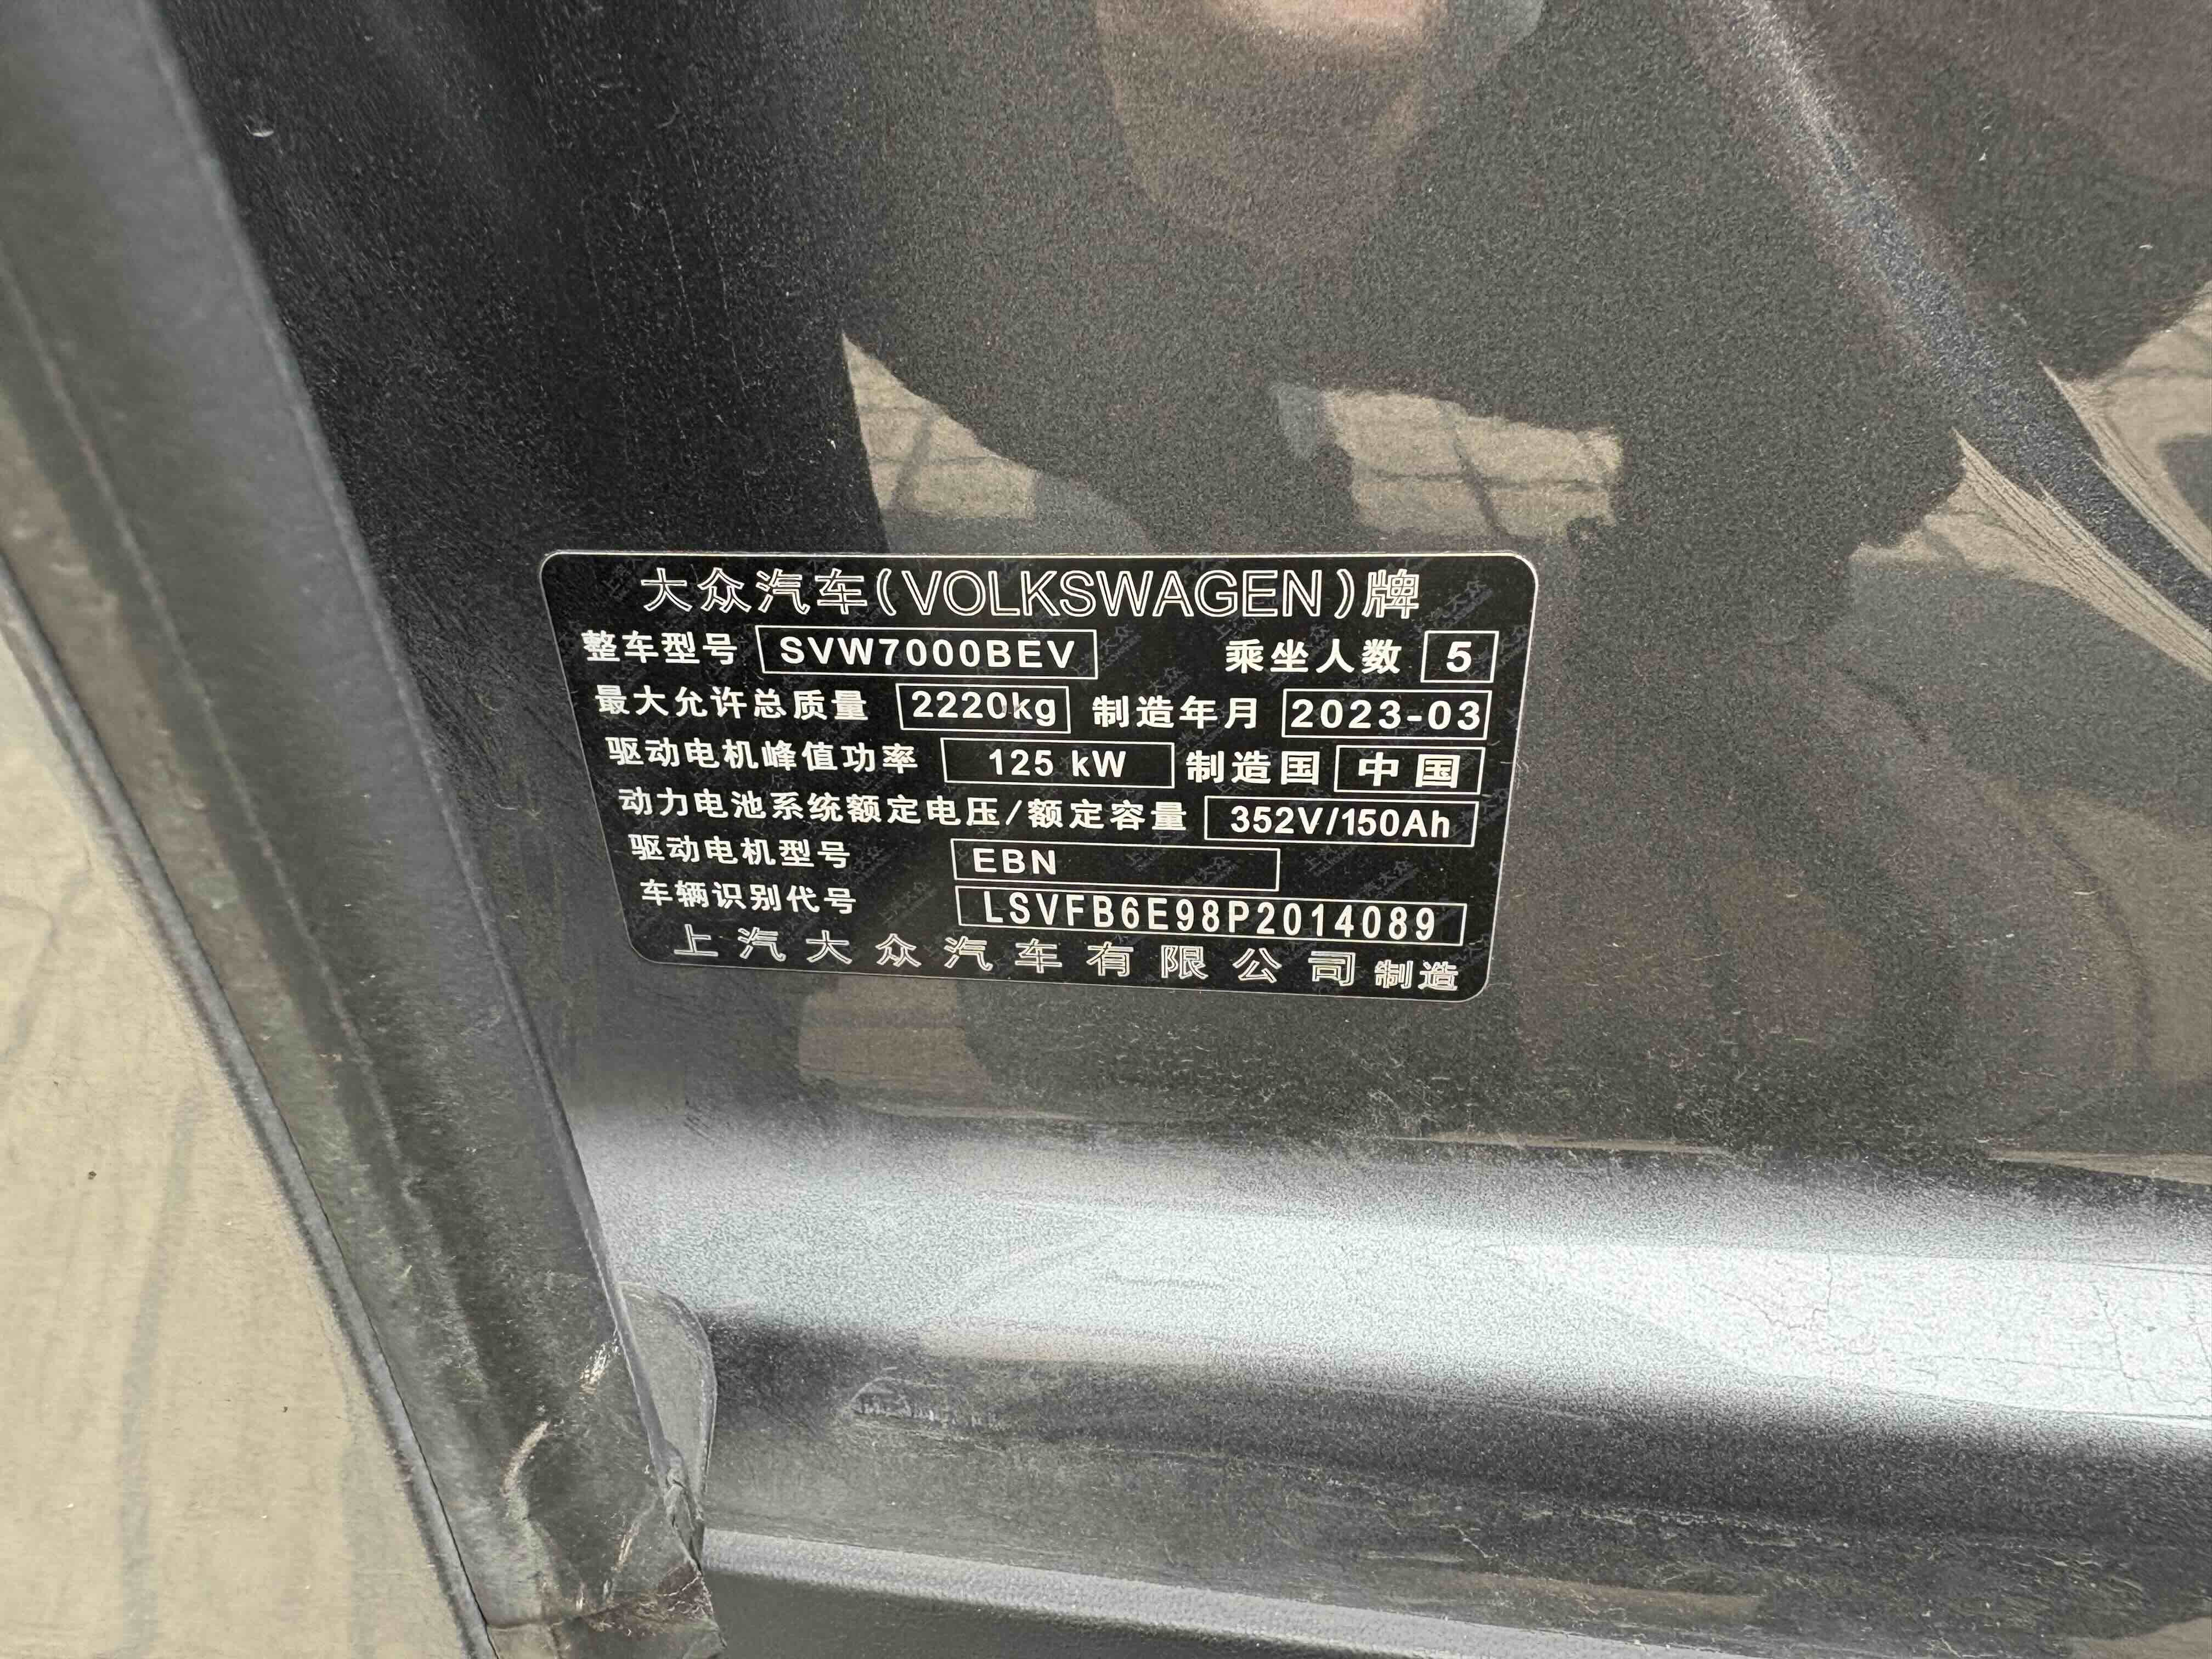 大众汽车(VOLKSWAGEN)牌
整车型号 SVW7000BEV 乘坐人数 5
最大允许总质量 2220kg 制造年月 2023-03
驱动电机峰值功率 125 kW 制造国 中国
动力电池系统额定电压/额定容量 352V/150Ah
驱动电机型号 EBN
车辆识别代号 LSVFB6E98P2014089
上汽大众汽车有限公司制造